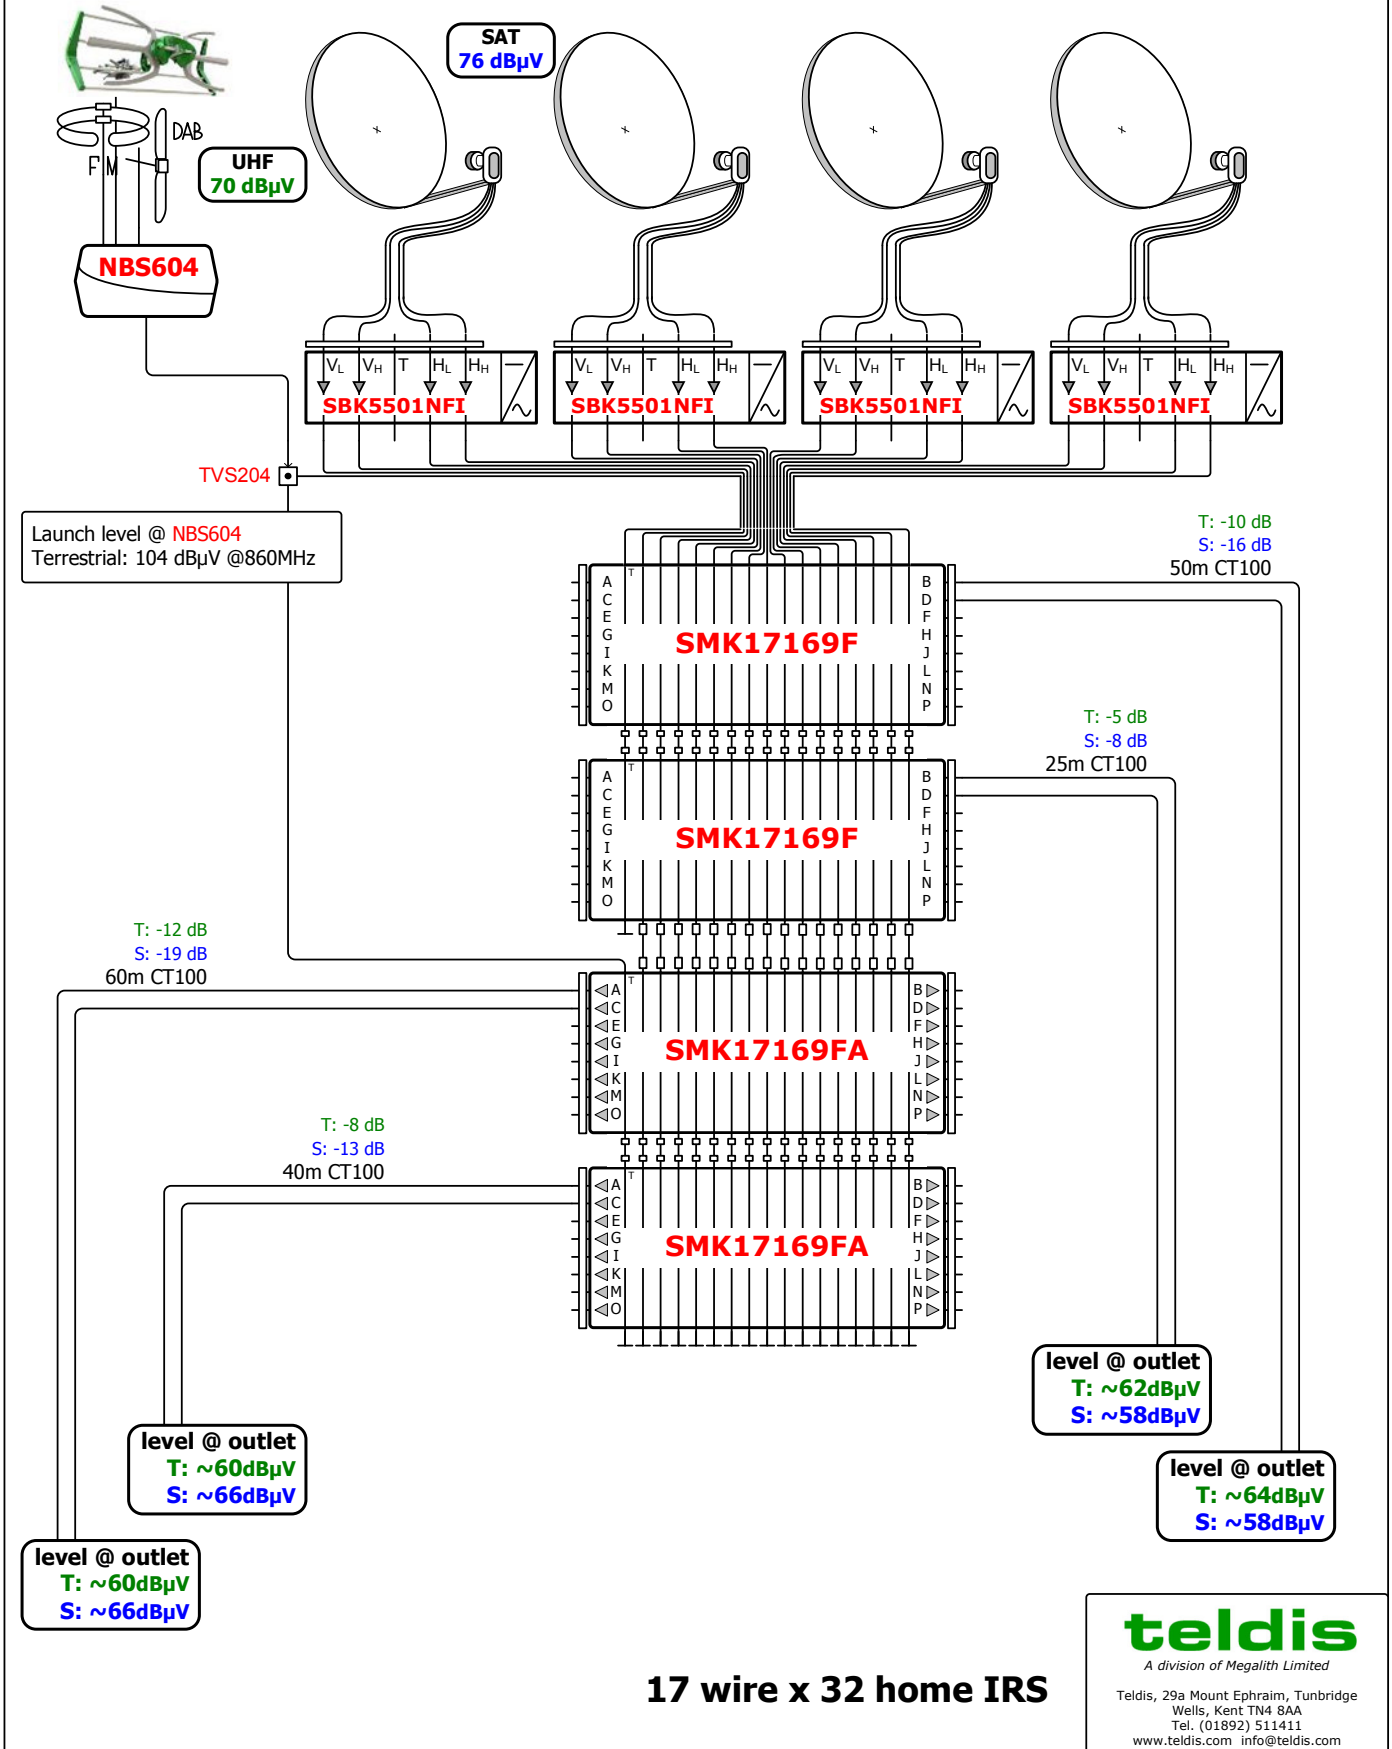 SAT
76 dBµV
DAB
FM
UHF
70 dBµV
NBS604
VL VH T HL HH
SBK5501NFI
VL VH T HL HH
SBK5501NFI
VL VH T HL HH
SBK5501NFI
VL VH T HL HH
SBK5501NFI
TVS204
Launch level @ NBS604
Terrestrial: 104 dBµV @860MHz
T: -10 dB
S: -16 dB
50m CT100
T
A B
C D
E F
G H
I J
K L
M N
O P
SMK17169F
T: -5 dB
S: -8 dB
25m CT100
T
A B
C D
E F
G H
I J
K L
M N
O P
SMK17169F
T: -12 dB
S: -19 dB
60m CT100
T
A B
C D
E F
G H
I J
K L
M N
O P
SMK17169FA
T: -8 dB
S: -13 dB
40m CT100
T
A B
C D
E F
G H
I J
K L
M N
O P
SMK17169FA
level @ outlet
T: ~62dBµV
S: ~58dBµV
level @ outlet
T: ~60dBµV
S: ~66dBµV
level @ outlet
T: ~64dBµV
S: ~58dBµV
level @ outlet
T: ~60dBµV
S: ~66dBµV
17 wire x 32 home IRS
teldis
A division of Megalith Limited
Teldis, 29a Mount Ephraim, Tunbridge
Wells, Kent TN4 8AA
Tel. (01892) 511411
www.teldis.com info@teldis.com